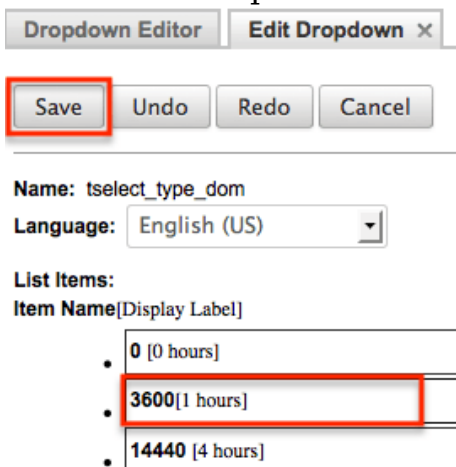 Dropdown Editor Edit Dropdown ×
Save Undo Redo Cancel
Name: tselect_type_dom
Language: English (US)
List Items:
Item Name[Display Label]
• 0 [0 hours]
• 3600[1 hours]
• 14440 [4 hours]